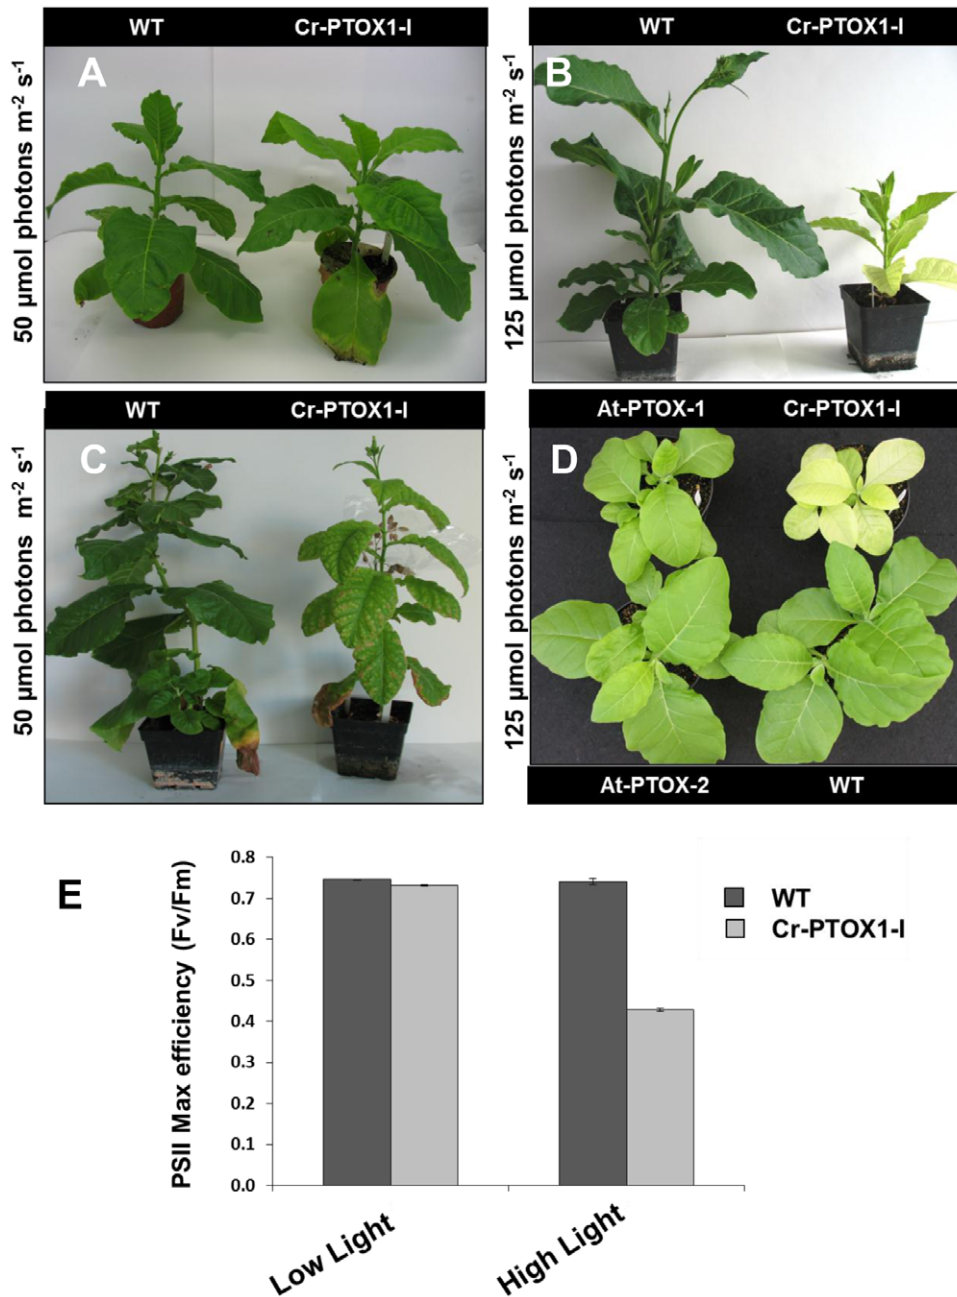 WT Cr-PTOX1-I
50 µmol photons m-2 s-1
A
WT Cr-PTOX1-I
125 µmol photons m-2 s-1
B
WT Cr-PTOX1-I
50 µmol photons m-2 s-1
C
At-PTOX-1 Cr-PTOX1-I
125 µmol photons m-2 s-1
D
At-PTOX-2 WT
E
PSII Max efficiency (Fv/Fm)
0.8
0.7
0.6
0.5
0.4
0.3
0.2
0.1
0.0
Low Light
High Light
WT
Cr-PTOX1-I